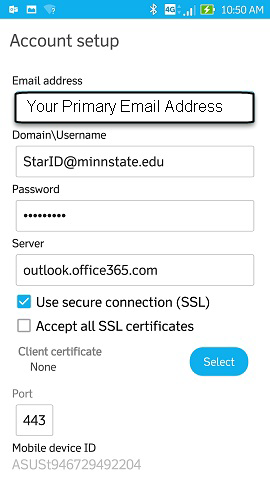 4G
10:50 AM
Account setup
Email address
Your Primary Email Address
Domain\Username
StarID@minnstate.edu
Password
•••••••••
Server
outlook.office365.com
Use secure connection (SSL)
Accept all SSL certificates
Client certificate
None
Select
Port
443
Mobile device ID
ASUSt946729492204